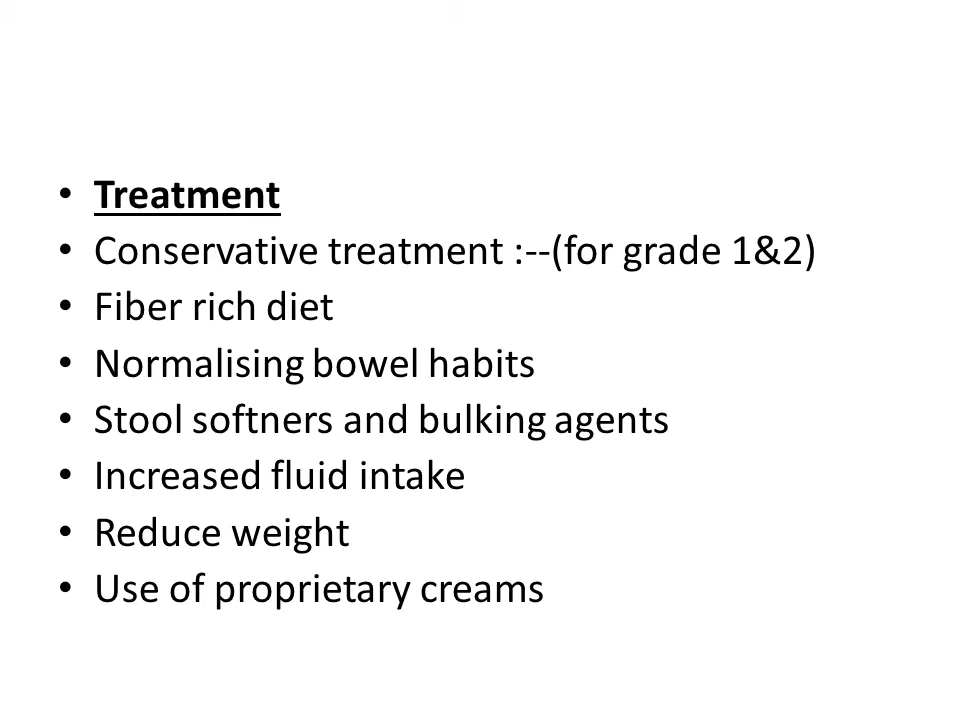 • Treatment
• Conservative treatment :--(for grade 1&2)
• Fiber rich diet
• Normalising bowel habits
• Stool softners and bulking agents
• Increased fluid intake
• Reduce weight
• Use of proprietary creams